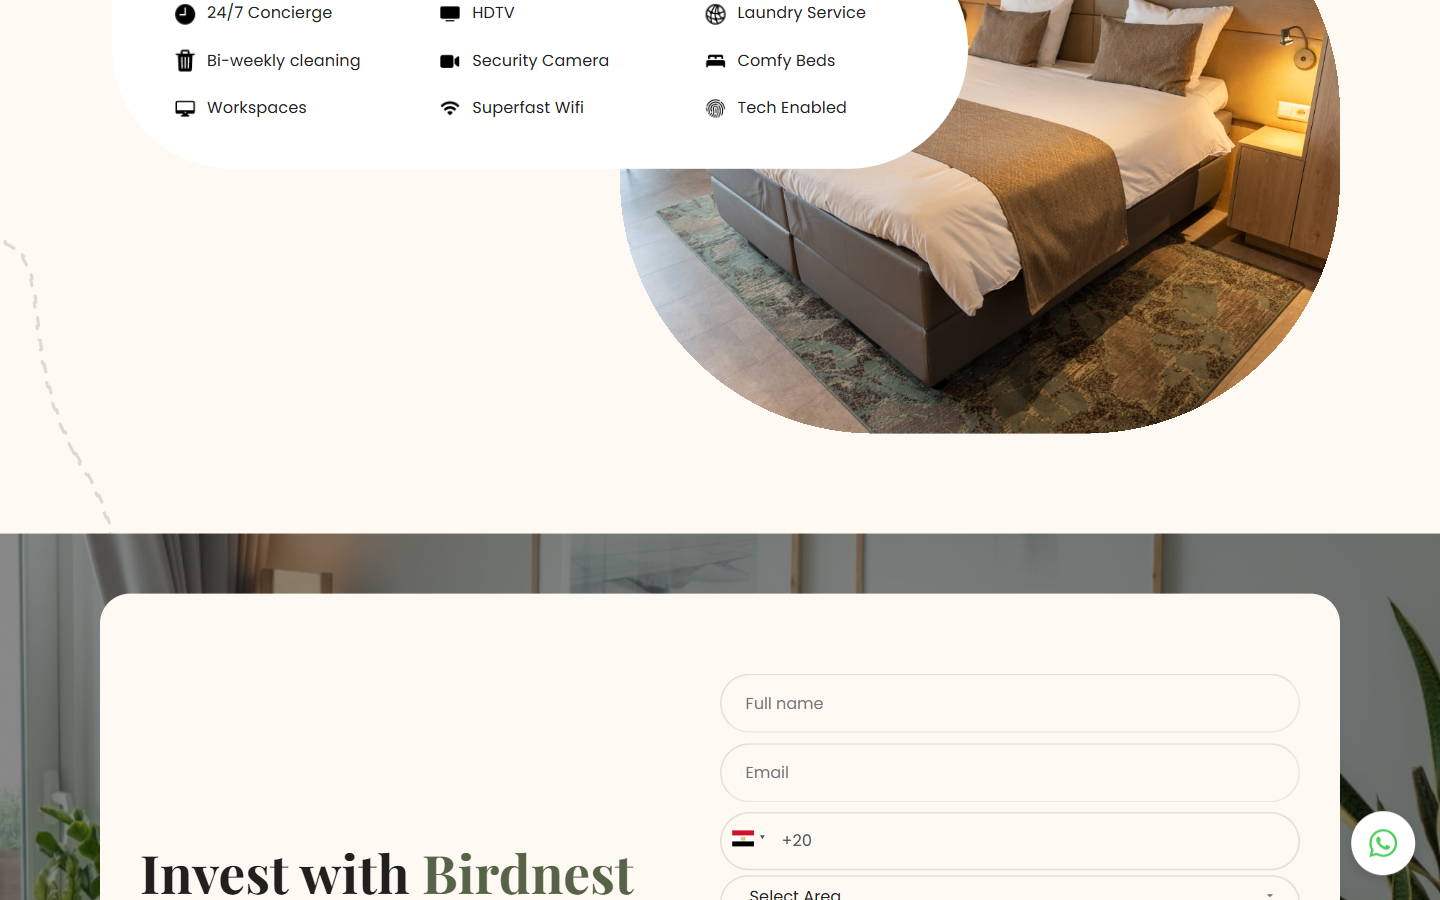 24/7 Concierge
HDTV
Laundry Service
Bi-weekly cleaning
Security Camera
Comfy Beds
Workspaces
Superfast Wifi
Tech Enabled
Full name
Email
+20
Invest with Birdnest
Select Area